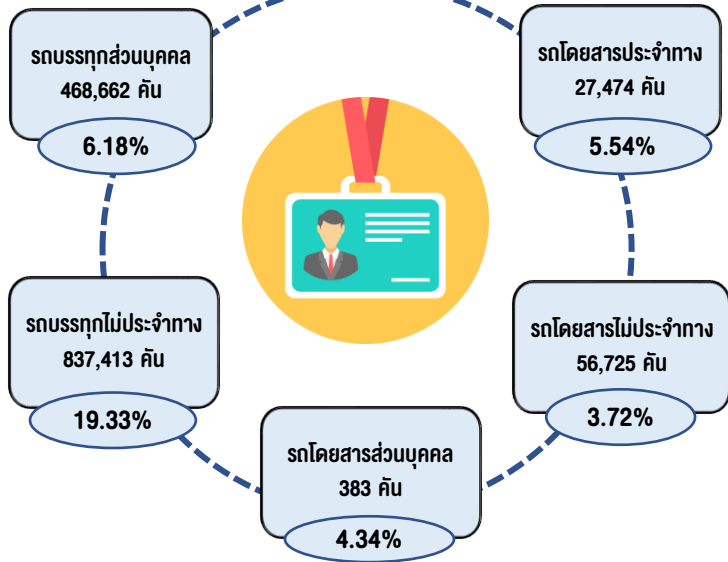 รถบรรทุกส่วนบุคคล
468,662 คัน
6.18%
รถโดยสารประจำทาง
27,474 คัน
5.54%
รถบรรทุกไม่ประจำทาง
837,413 คัน
19.33%
รถโดยสารไม่ประจำทาง
56,725 คัน
3.72%
รถโดยสารส่วนบุคคล
383 คัน
4.34%